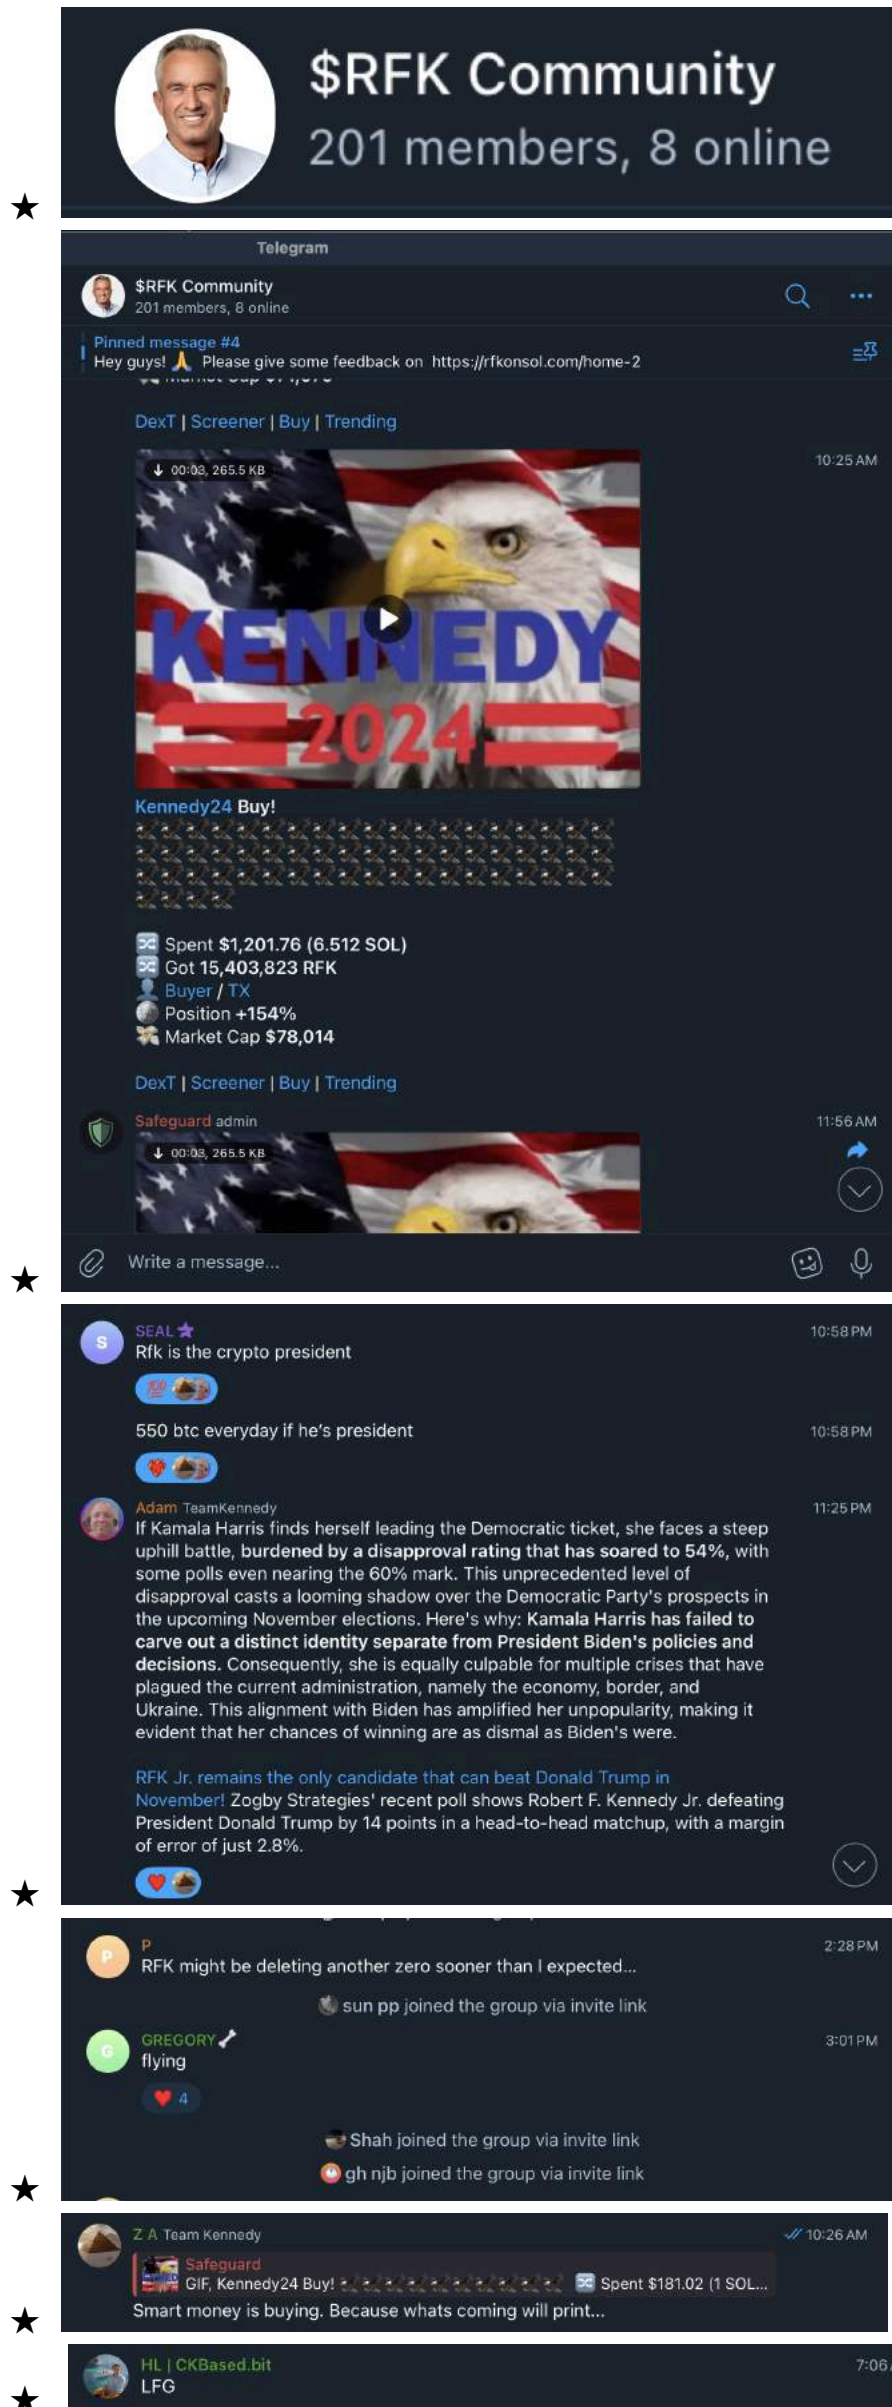 $RFK Community
201 members, 8 online
★
Telegram
$RFK Community
201 members, 8 online
Pinned message #4
Hey guys! 🙏 Please give some feedback on https://rfkonsol.com/home-2
DexT | Screener | Buy | Trending
10:25 AM
00:03, 265.5 KB
KENNEDY
2024
Kennedy24 Buy!
Spent $1,201.76 (6.512 SOL)
Got 15,403,823 RFK
Buyer / TX
Position +154%
Market Cap $78,014
DexT | Screener | Buy | Trending
Safeguard admin 11:56 AM
00:03, 265.5 KB
Write a message...
★
S
SEAL 10:58 PM
Rfk is the crypto president
💯
550 btc everyday if he's president 10:58 PM
Adam TeamKennedy 11:25 PM
If Kamala Harris finds herself leading the Democratic ticket, she faces a steep
uphill battle, burdened by a disapproval rating that has soared to 54%, with
some polls even nearing the 60% mark. This unprecedented level of
disapproval casts a looming shadow over the Democratic Party's prospects in
the upcoming November elections. Here's why: Kamala Harris has failed to
carve out a distinct identity separate from President Biden's policies and
decisions. Consequently, she is equally culpable for multiple crises that have
plagued the current administration, namely the economy, border, and
Ukraine. This alignment with Biden has amplified her unpopularity, making it
evident that her chances of winning are as dismal as Biden's were.
RFK Jr. remains the only candidate that can beat Donald Trump in
November! Zogby Strategies' recent poll shows Robert F. Kennedy Jr. defeating
President Donald Trump by 14 points in a head-to-head matchup, with a margin
of error of just 2.8%.
★
P
P 2:28 PM
RFK might be deleting another zero sooner than I expected...
sun pp joined the group via invite link
G
GREGORY 3:01 PM
flying
❤️ 4
Shah joined the group via invite link
gh njb joined the group via invite link
★
Z A Team Kennedy 10:26 AM
Safeguard
GIF, Kennedy24 Buy! Spent $181.02 (1 SOL...
Smart money is buying. Because whats coming will print...
★
HL | CKBased.bit 7:06
LFG
★